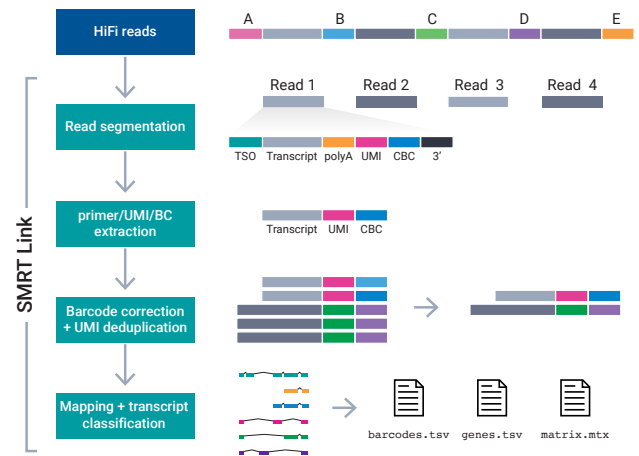 HiFi reads
A B C D E
Read 1 Read 2 Read 3 Read 4
Read segmentation
TSO Transcript polyA UMI CBC 3'
SMRT Link
primer/UMI/BC
extraction
Transcript UMI CBC
Barcode correction
+ UMI deduplication
Mapping + transcript
classification
barcodes.tsv genes.tsv matrix.mtx